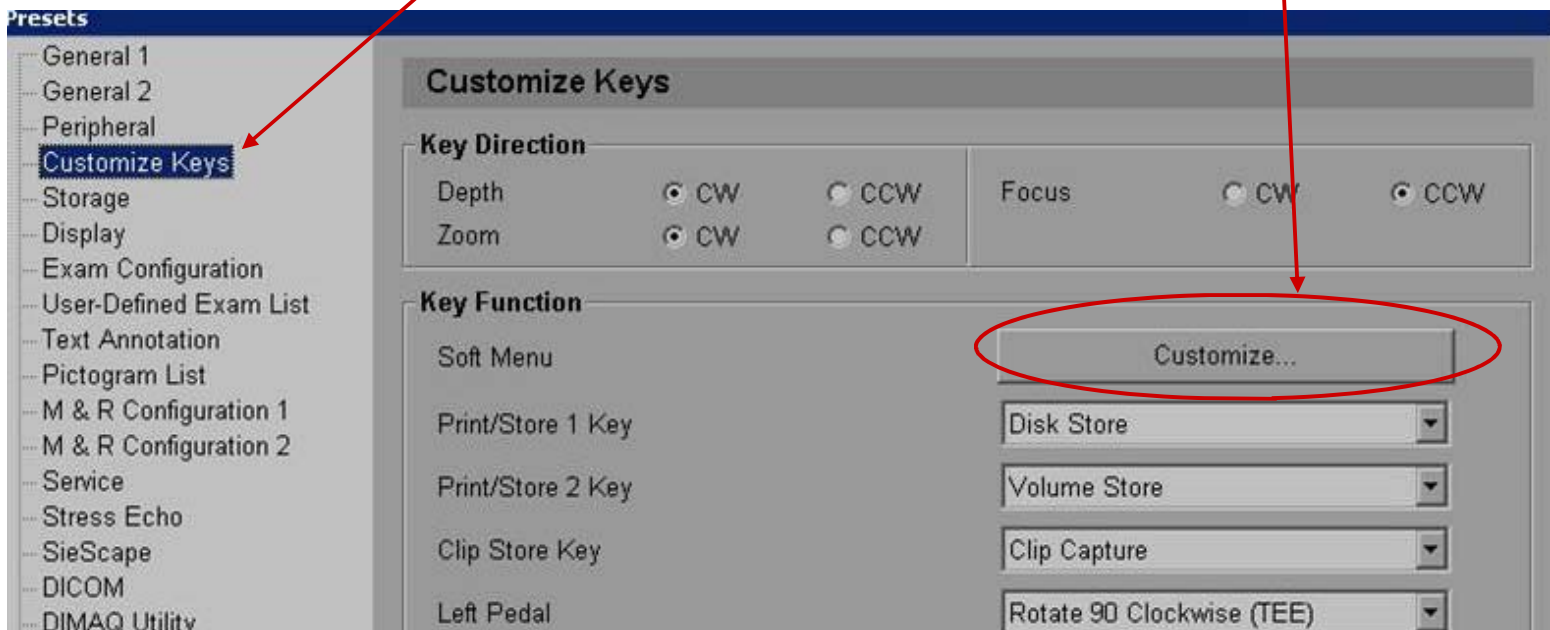 Presets
General 1
General 2
Peripheral
Customize Keys
Storage
Display
Exam Configuration
User-Defined Exam List
Text Annotation
Pictogram List
M & R Configuration 1
M & R Configuration 2
Service
Stress Echo
SieScape
DICOM
DIMAQ Utility
Customize Keys
Key Direction
Depth CW CCW Focus CW CCW
Zoom CW CCW
Key Function
Soft Menu Customize...
Print/Store 1 Key Disk Store
Print/Store 2 Key Volume Store
Clip Store Key Clip Capture
Left Pedal Rotate 90 Clockwise (TEE)